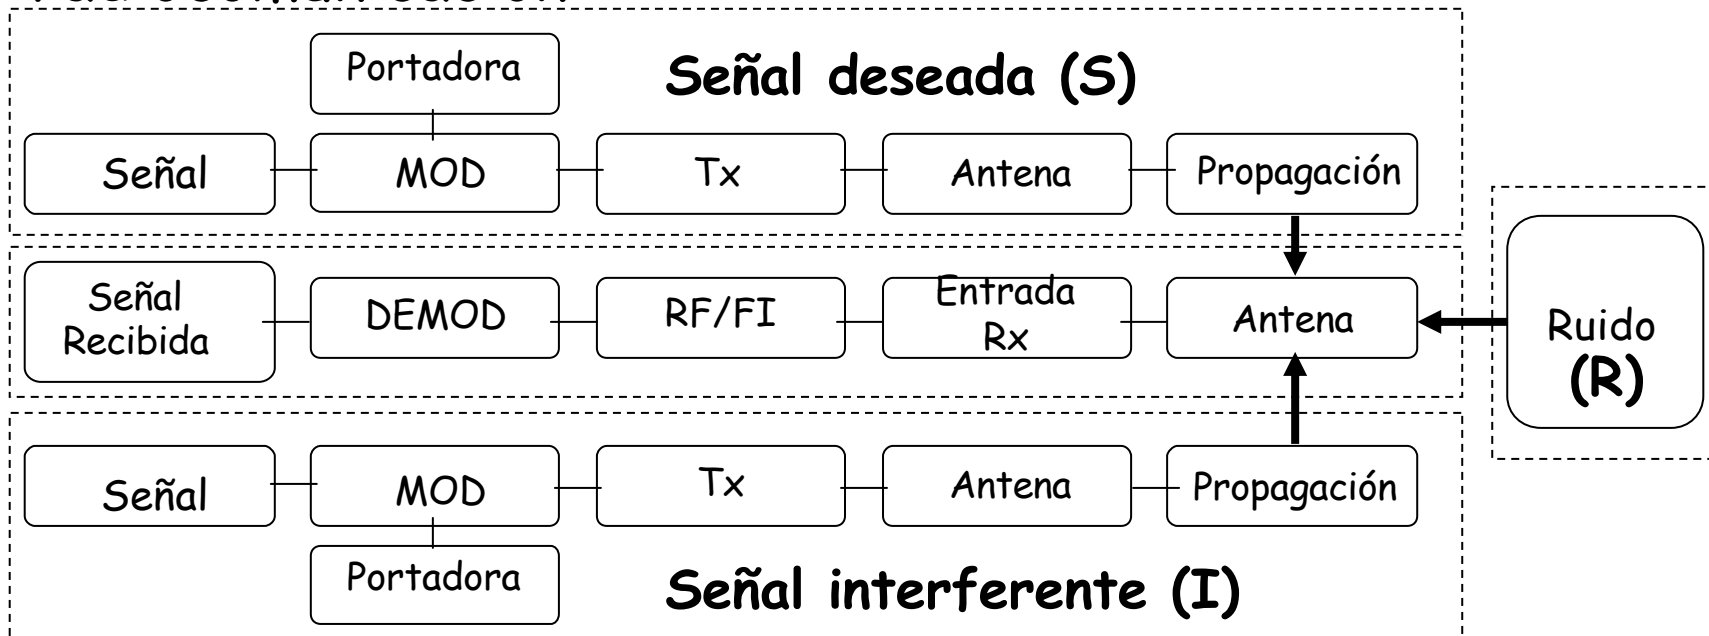 Portadora
Señal deseada (S)
Señal
MOD
Tx
Antena
Propagación
Señal
Recibida
DEMOD
RF/FI
Entrada
Rx
Antena
Ruido
(R)
Señal
MOD
Tx
Antena
Propagación
Portadora
Señal interferente (I)